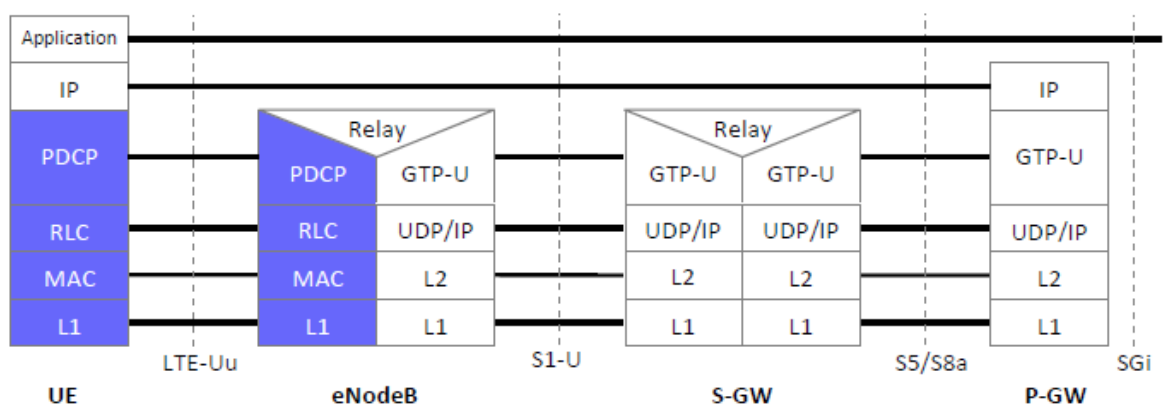 Application
IP IP
Relay Relay
PDCP GTP-U
PDCP GTP-U GTP-U GTP-U
RLC RLC UDP/IP UDP/IP UDP/IP UDP/IP
MAC MAC L2 L2 L2 L2
L1 L1 L1 L1 L1 L1
LTE-Uu S1-U S5/S8a SGi
UE eNodeB S-GW P-GW